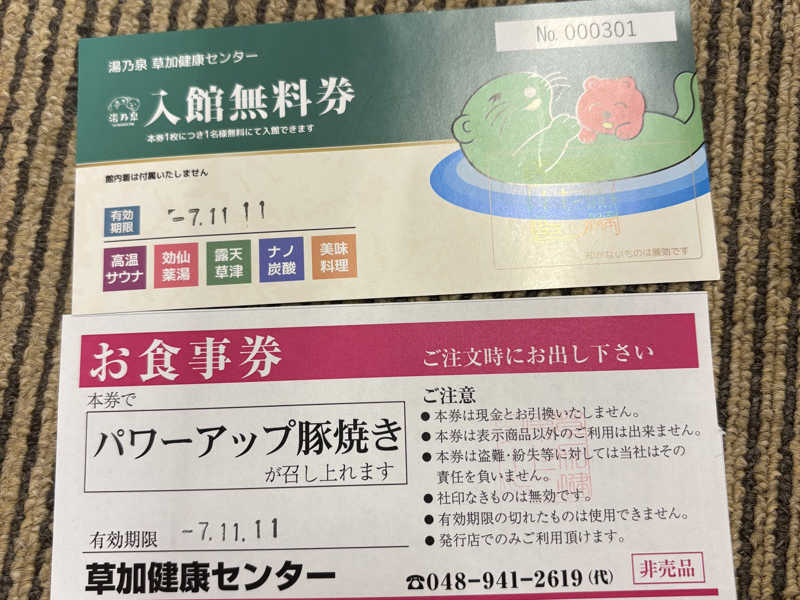 No. 000301
湯乃泉 草加健康センター
湯乃泉
入館無料券
本券1枚につき1名様無料にて入館できます
館内着は付属いたしません
有効期限 -7.11.11
高温サウナ 効仙薬湯 露天草津 ナノ炭酸 美味料理
印がないものは無効です
お食事券 ご注文時にお出し下さい
本券で
パワーアップ豚焼き
が召し上れます
有効期限 -7.11.11
草加健康センター
ご注意
●本券は現金とお引換いたしません。
●本券は表示商品以外のご利用は出来ません。
●本券は盗難・紛失等に対しては当社はその
責任を負いません。
●社印なきものは無効です。
●有効期限の切れたものは使用できません。
●発行店でのみご利用頂けます。
☎048-941-2619(代) 非売品